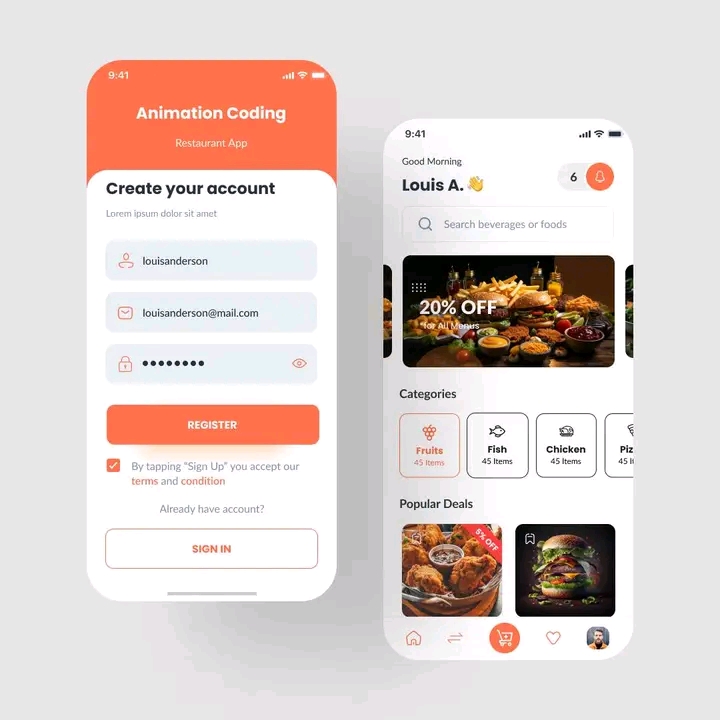 9:41
Animation Coding
Restaurant App
Create your account
Lorem ipsum dolor sit amet
louisanderson
louisanderson@mail.com
REGISTER
By tapping “Sign Up” you accept our
terms and condition
Already have account?
SIGN IN
9:41
Good Morning
Louis A. 👋
6
Search beverages or foods
20% OFF
*for All Menus
Categories
Fruits
45 Items
Fish
45 Items
Chicken
45 Items
Piz
45 It
Popular Deals
5% OFF